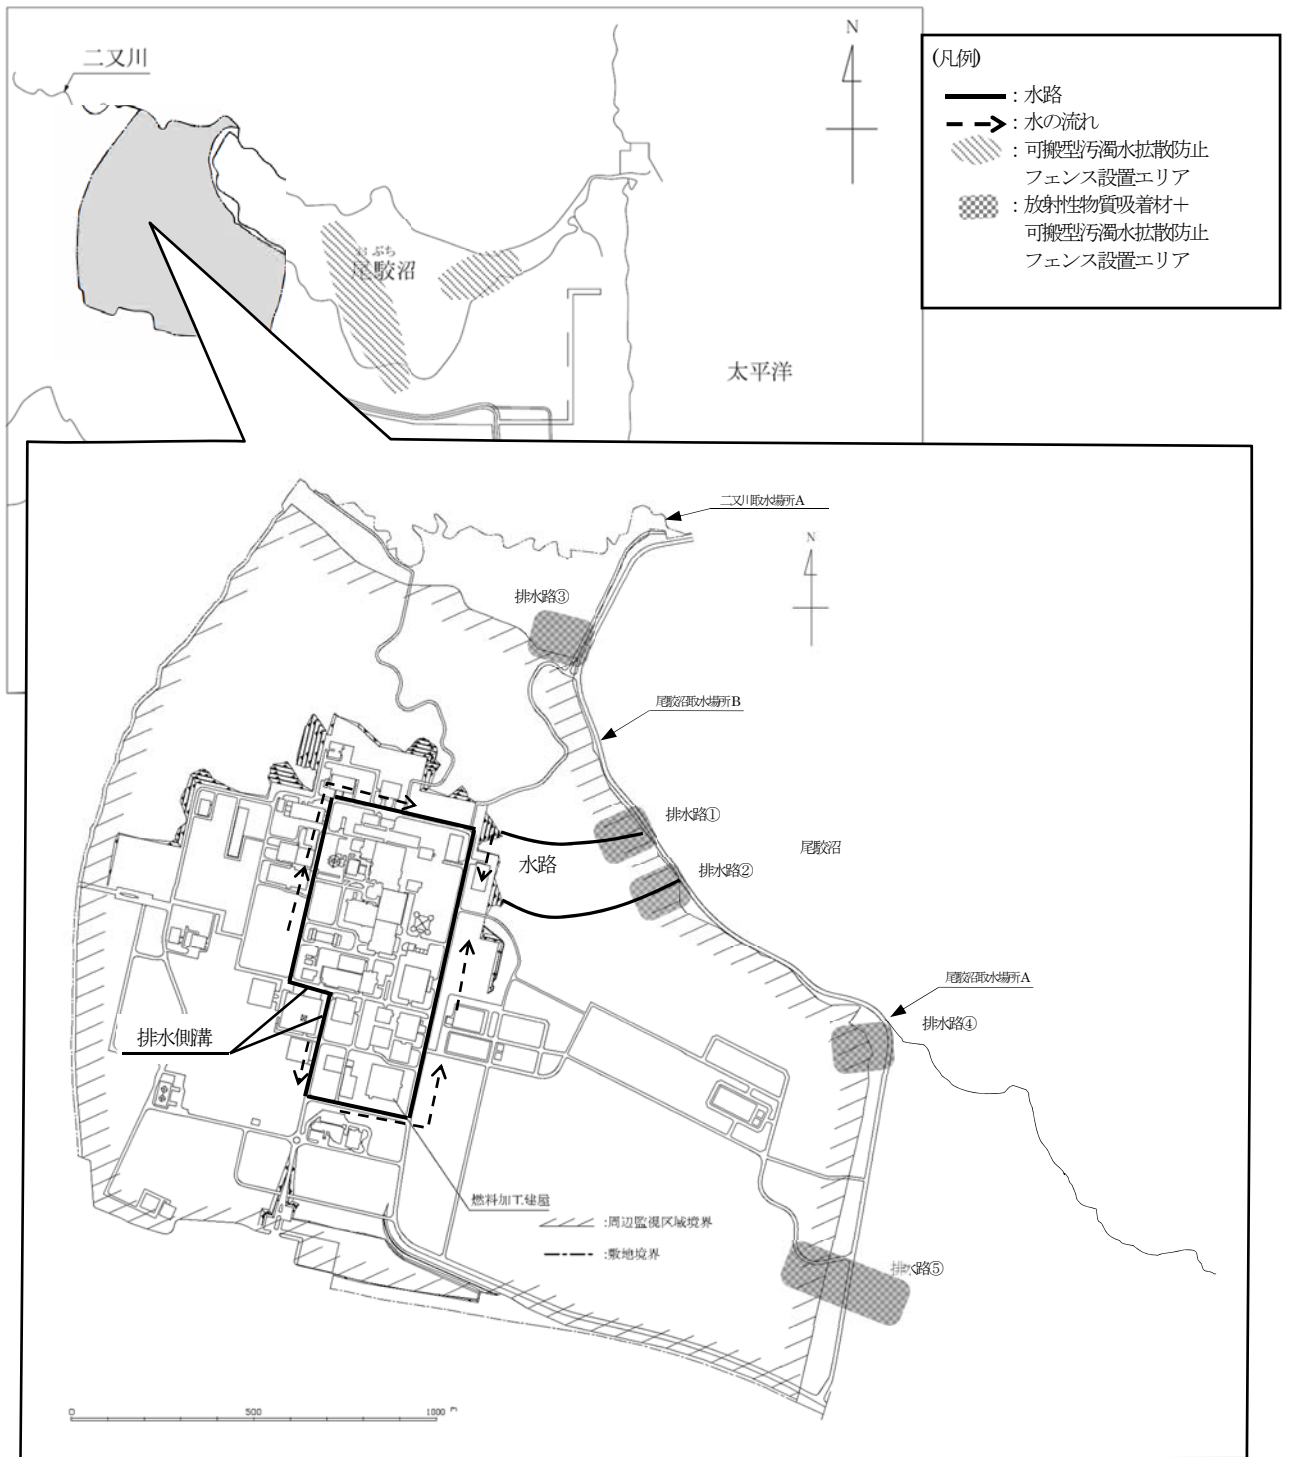 二又川
N
(凡例)
：水路
：水の流れ
：可搬型汚濁水拡散防止
フェンス設置エリア
：放射性物質吸着材＋
可搬型汚濁水拡散防止
フェンス設置エリア
おぶち
尾駮沼
太平洋
二又川取水場所A
N
排水路③
尾駮沼取水場所B
排水路①
水路
尾駮沼
排水路②
尾駮沼取水場所A
排水路④
排水側溝
燃料加工建屋
:周辺監視区域境界
:敷地境界
排水路⑤
0 500 1000 m